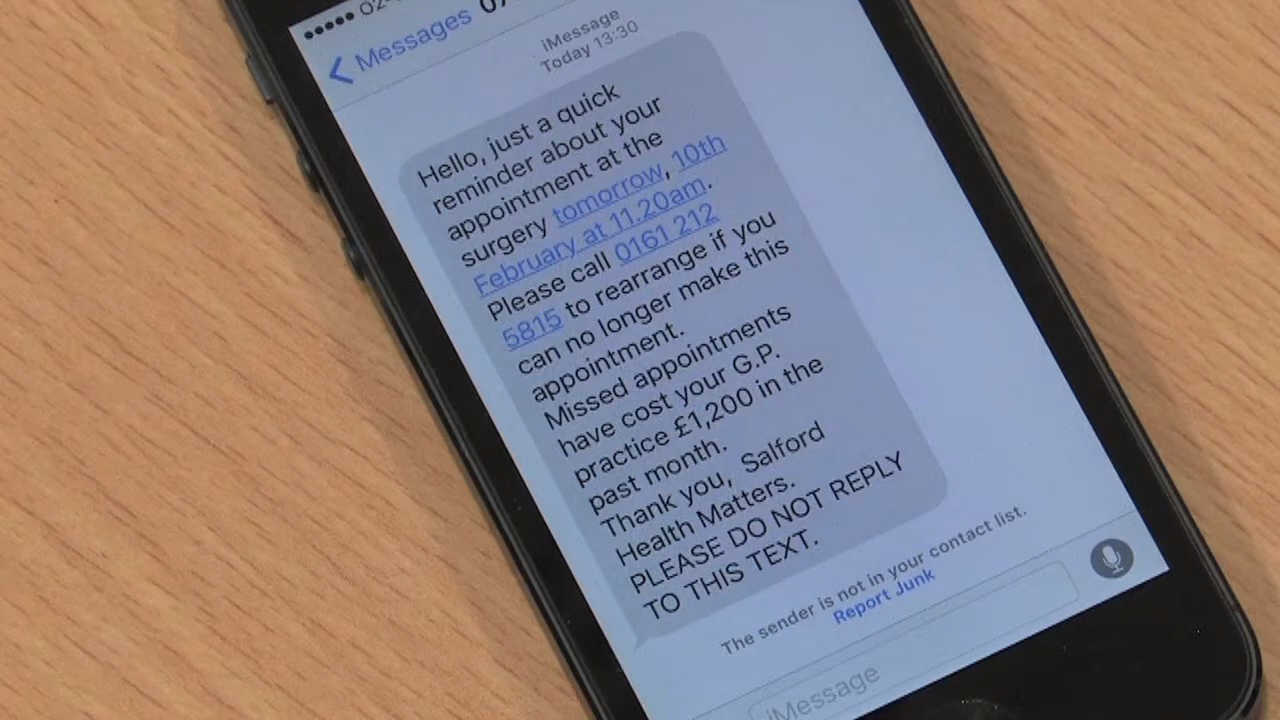 Messages
iMessage
Today 13:30
Hello, just a quick
reminder about your
appointment at the
surgery tomorrow, 10th
February at 11.20am.
Please call 0161 212
5815 to rearrange if you
can no longer make this
appointment.
Missed appointments
have cost your G.P.
practice £1,200 in the
past month.
Thank you,  Salford
Health Matters.
PLEASE DO NOT REPLY
TO THIS TEXT.
The sender is not in your contact list.
Report Junk
iMessage